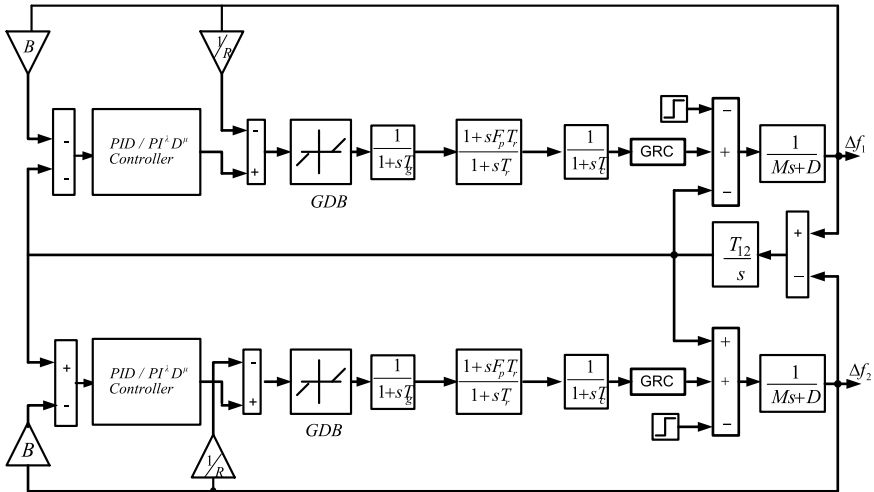 B
1/R
-
-
PID / PI^λ D^μ
Controller
-
+
GDB
1
1+sT_g
1+sF_pT_r
1+sT_r
1
1+sT_t
GRC
-
+
-
1
Ms+D
Δf_1
T_12
s
+
-
+
-
PID / PI^λ D^μ
Controller
-
+
GDB
1
1+sT_g
1+sF_pT_r
1+sT_r
1
1+sT_t
GRC
+
+
-
1
Ms+D
Δf_2
B
1/R